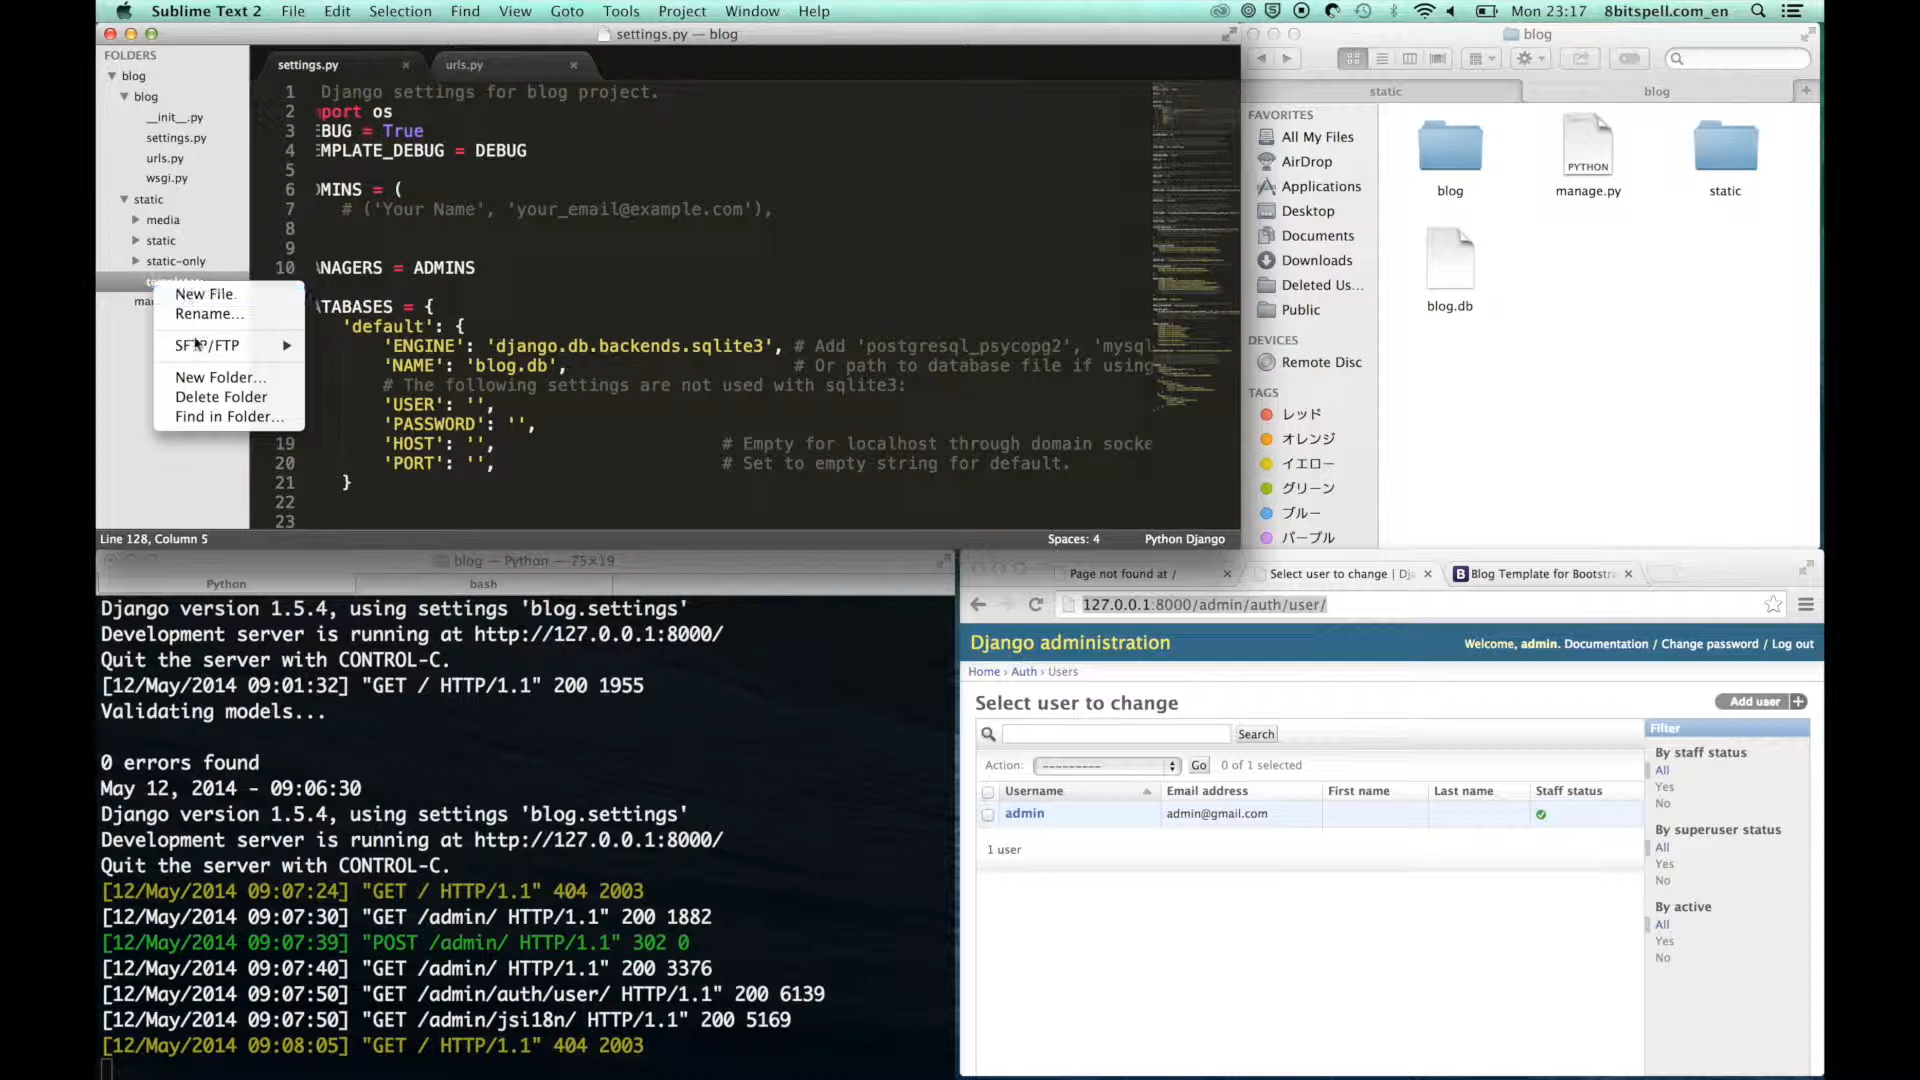 Sublime Text 2 File Edit Selection Find View Goto Tools Project Window Help
Mon 23:17 8bitspell.com_en
settings.py — blog
FOLDERS
blog
blog
__init__.py
settings.py
urls.py
wsgi.py
static
media
static
static-only
New File
Rename...
SFTP/FTP
New Folder...
Delete Folder
Find in Folder...
settings.py
urls.py
1 Django settings for blog project.
2 port os
3 EBUG = True
4 EMPLATE_DEBUG = DEBUG
5
6 DMINS = (
7 # ('Your Name', 'your_email@example.com'),
8
9
10 ANAGERS = ADMINS
ATABASES = {
'default': {
'ENGINE': 'django.db.backends.sqlite3', # Add 'postgresql_psycopg2', 'mysql
'NAME': 'blog.db', # Or path to database file if using
# The following settings are not used with sqlite3:
'USER': '',
'PASSWORD': '',
19 'HOST': '', # Empty for localhost through domain socke
20 'PORT': '', # Set to empty string for default.
21 }
22
23
Line 128, Column 5
Spaces: 4 Python Django
blog
static
blog
FAVORITES
All My Files
AirDrop
Applications
Desktop
Documents
Downloads
Deleted Us...
Public
DEVICES
Remote Disc
TAGS
レッド
オレンジ
イエロー
グリーン
ブルー
パープル
blog
PYTHON
manage.py
static
blog.db
blog — Python — 75×19
Python
bash
Django version 1.5.4, using settings 'blog.settings'
Development server is running at http://127.0.0.1:8000/
Quit the server with CONTROL-C.
[12/May/2014 09:01:32] "GET / HTTP/1.1" 200 1955
Validating models...
0 errors found
May 12, 2014 - 09:06:30
Django version 1.5.4, using settings 'blog.settings'
Development server is running at http://127.0.0.1:8000/
Quit the server with CONTROL-C.
[12/May/2014 09:07:24] "GET / HTTP/1.1" 404 2003
[12/May/2014 09:07:30] "GET /admin/ HTTP/1.1" 200 1882
[12/May/2014 09:07:39] "POST /admin/ HTTP/1.1" 302 0
[12/May/2014 09:07:40] "GET /admin/ HTTP/1.1" 200 3376
[12/May/2014 09:07:50] "GET /admin/auth/user/ HTTP/1.1" 200 6139
[12/May/2014 09:07:50] "GET /admin/jsi18n/ HTTP/1.1" 200 5169
[12/May/2014 09:08:05] "GET / HTTP/1.1" 404 2003
Page not found at /
Select user to change | Dj
Blog Template for Bootstr
127.0.0.1:8000/admin/auth/user/
Django administration
Welcome, admin. Documentation / Change password / Log out
Home › Auth › Users
Select user to change
Add user +
Search
Action: --------- Go 0 of 1 selected
Username Email address First name Last name Staff status
admin admin@gmail.com
1 user
Filter
By staff status
All
Yes
No
By superuser status
All
Yes
No
By active
All
Yes
No